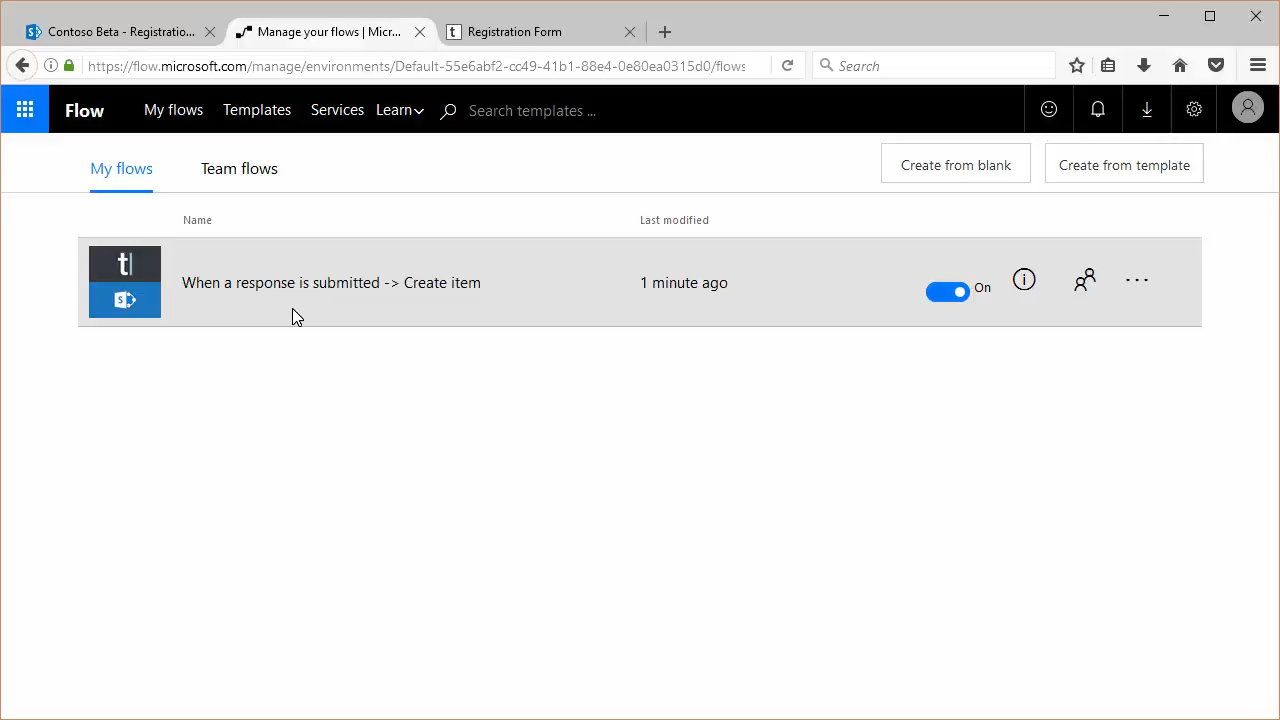 Contoso Beta - Registratio...
Manage your flows | Micr...
Registration Form
https://flow.microsoft.com/manage/environments/Default-55e6abf2-cc49-41b1-88e4-0e80ea0315d0/flows
Search
Flow
My flows
Templates
Services
Learn
Search templates ...
My flows
Team flows
Create from blank
Create from template
Name
Last modified
When a response is submitted -> Create item
1 minute ago
On